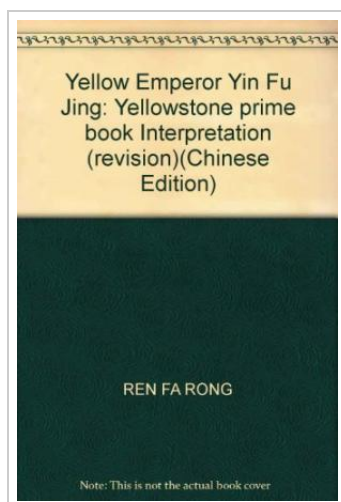 Yellow Emperor Yin Fu
Jing: Yellowstone prime
book Interpretation
(revision)(Chinese
Edition)
REN FA RONG
Note: This is not the actual book cover